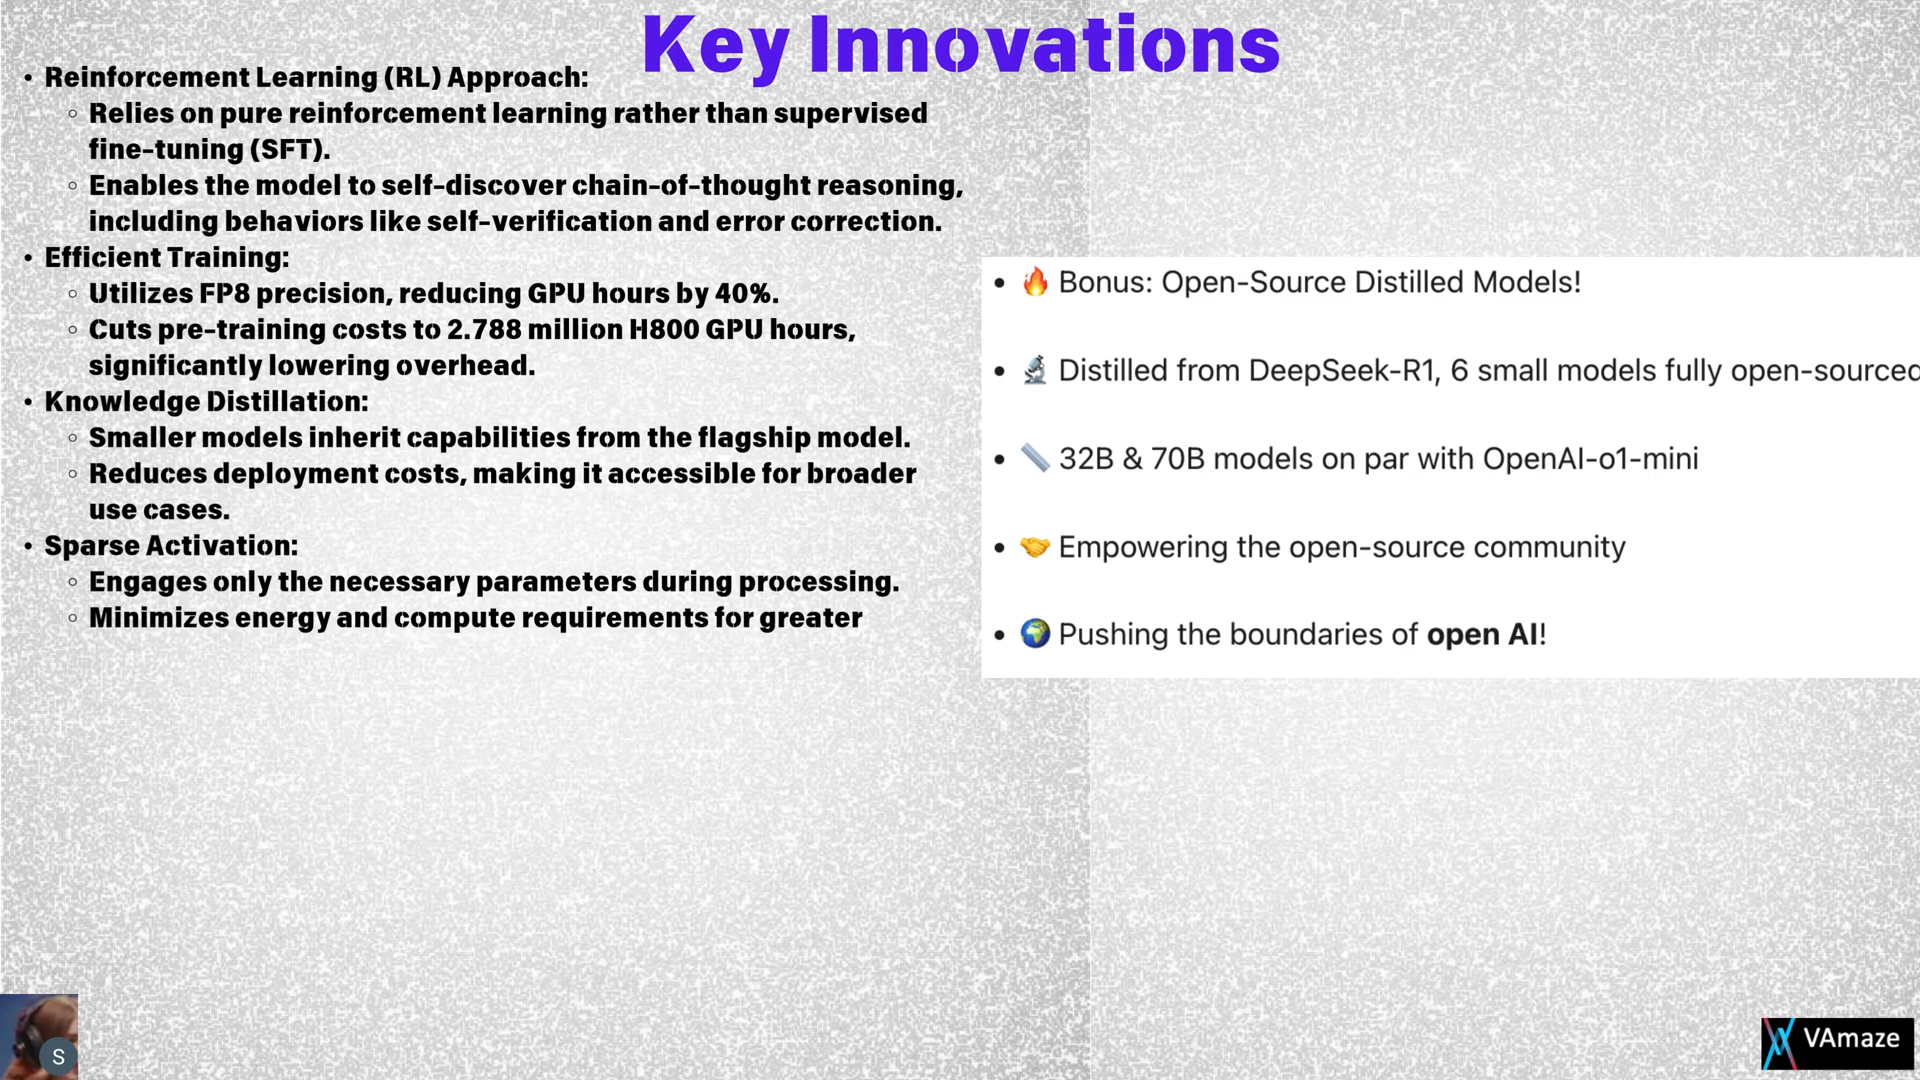 Key Innovations
• Reinforcement Learning (RL) Approach:
◦ Relies on pure reinforcement learning rather than supervised
fine-tuning (SFT).
◦ Enables the model to self-discover chain-of-thought reasoning,
including behaviors like self-verification and error correction.
• Efficient Training:
◦ Utilizes FP8 precision, reducing GPU hours by 40%.
◦ Cuts pre-training costs to 2.788 million H800 GPU hours,
significantly lowering overhead.
• Knowledge Distillation:
◦ Smaller models inherit capabilities from the flagship model.
◦ Reduces deployment costs, making it accessible for broader
use cases.
• Sparse Activation:
◦ Engages only the necessary parameters during processing.
◦ Minimizes energy and compute requirements for greater
• 🔥 Bonus: Open-Source Distilled Models!
• 🔬 Distilled from DeepSeek-R1, 6 small models fully open-sourced
• 📏 32B & 70B models on par with OpenAI-o1-mini
• 🤝 Empowering the open-source community
• 🌍 Pushing the boundaries of open AI!
S
VAmaze